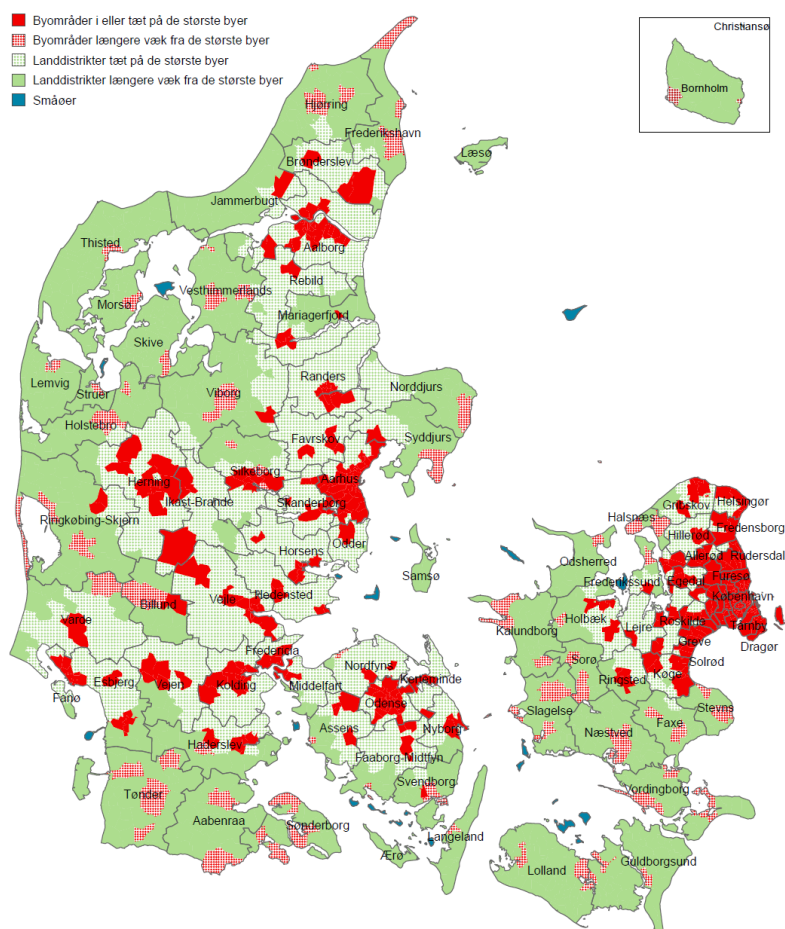 Byområder i eller tæt på de største byer
Byområder længere væk fra de største byer
Landdistrikter tæt på de største byer
Landdistrikter længere væk fra de største byer
Småøer
Christiansø
Bornholm
Hjørring
Frederikshavn
Læsø
Brønderslev
Jammerbugt
Thisted
Aalborg
Rebild
Vesthimmerlands
Morsø
Mariagerfjord
Skive
Randers
Norddjurs
Lemvig
Struer
Viborg
Holstebro
Favrskov
Syddjurs
Silkeborg
Aarhus
Herning
Ikast-Brande
Skanderborg
Ringkøbing-Skjern
Odder
Horsens
Samsø
Hedensted
Billund
Vejle
Varde
Fredericia
Esbjerg
Vejen
Kolding
Middelfart
Fanø
Nordfyns
Kerteminde
Odense
Assens
Nyborg
Haderslev
Faaborg-Midtfyn
Svendborg
Tønder
Aabenraa
Sønderborg
Langeland
Ærø
Helsingør
Gribskov
Halsnæs
Fredensborg
Hillerød
Allerød
Rudersdal
Odsherred
Frederikssund
Egedal
Furesø
København
Kalundborg
Holbæk
Lejre
Roskilde
Tårnby
Greve
Dragør
Solrød
Sorø
Ringsted
Køge
Slagelse
Stevns
Faxe
Næstved
Vordingborg
Lolland
Guldborgsund